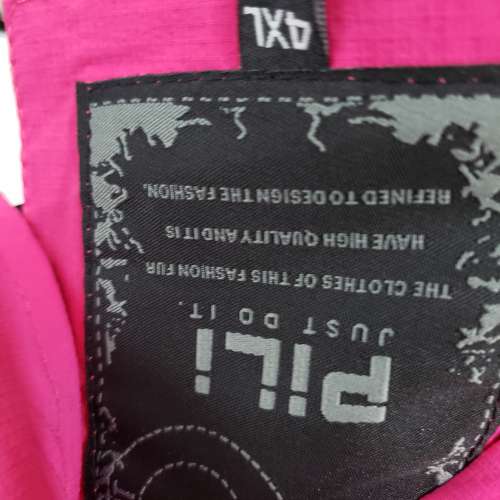 PiLi
JUST DO IT.
THE CLOTHES OF THIS FASHION FUR
HAVE HIGH QUALITY AND IT IS
REFINED TO DESIGN THE FASHION.
4XL